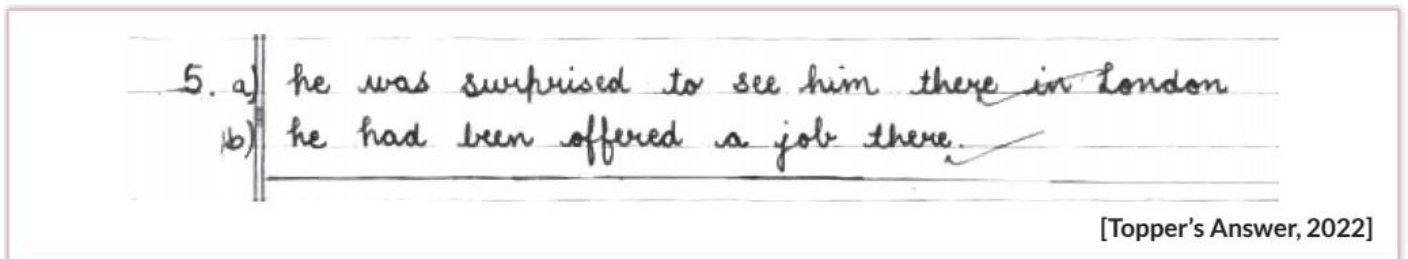 5. a) he was surprised to see him there in London
b) he had been offered a job there.
[Topper's Answer, 2022]